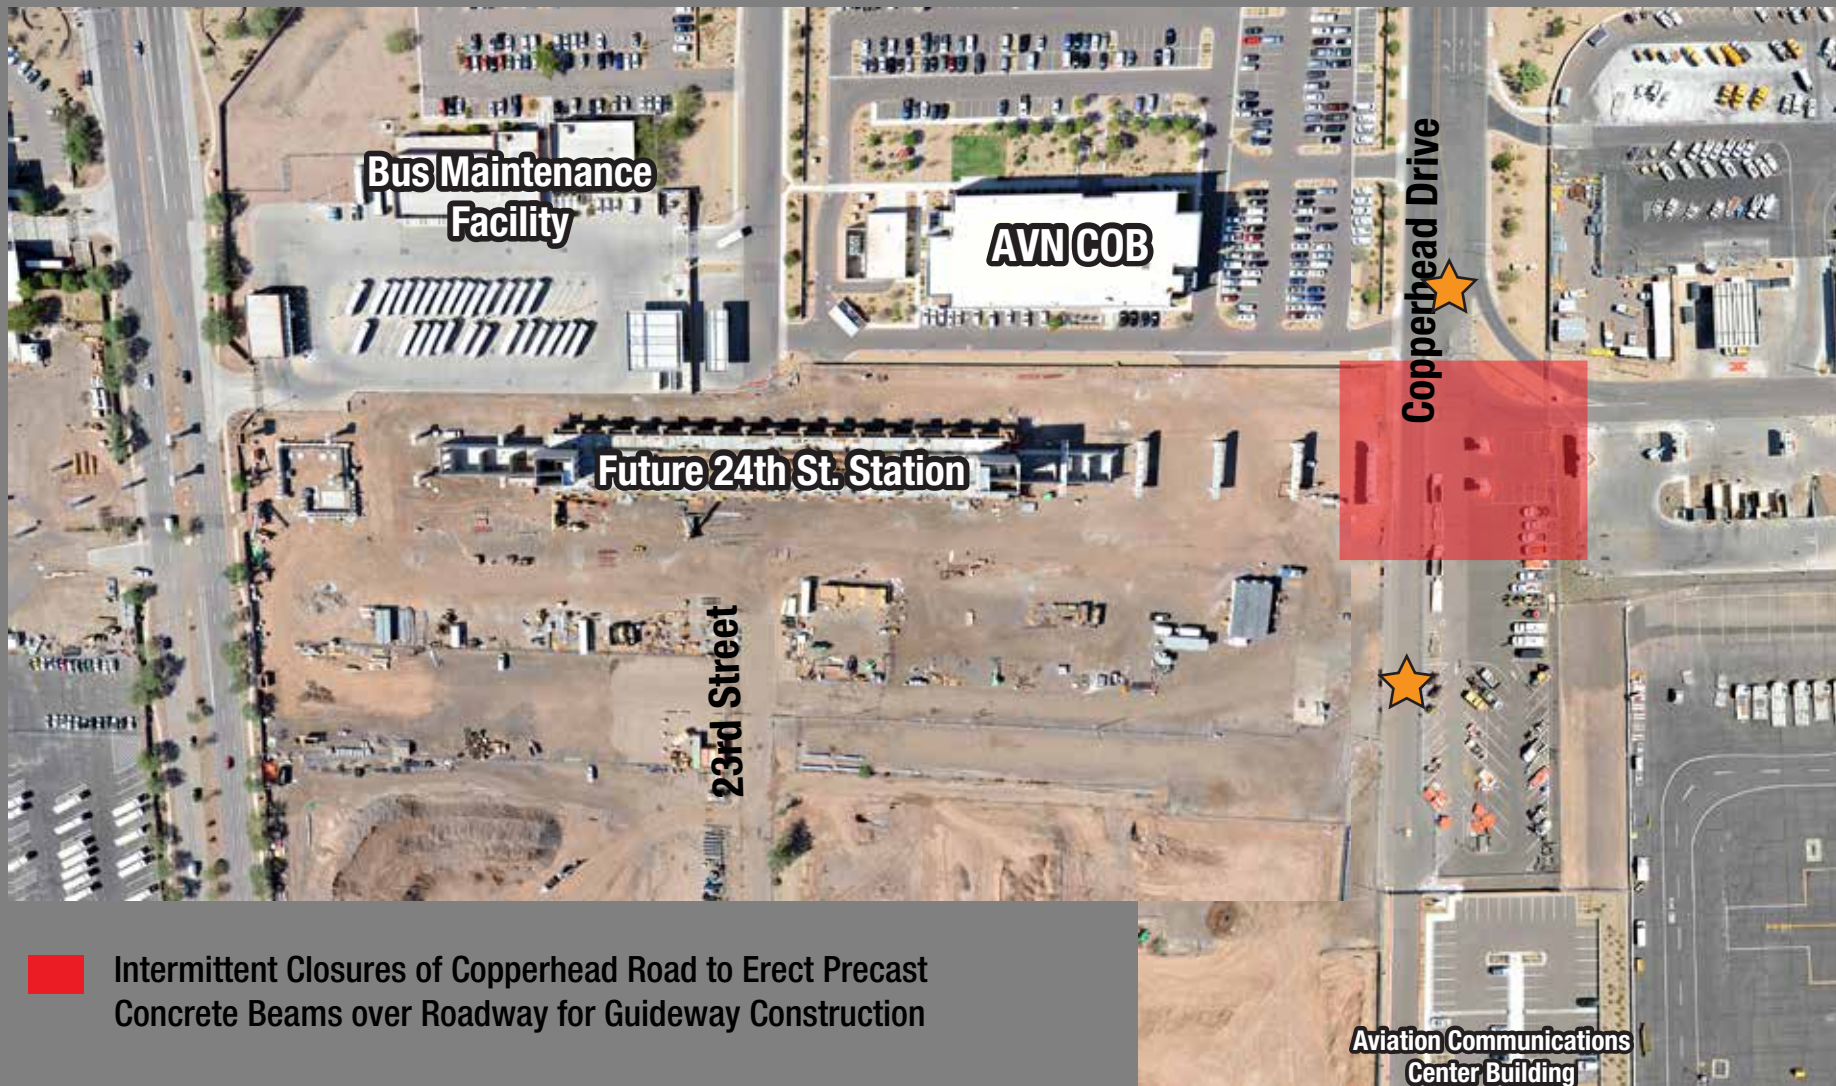 Bus Maintenance
Facility
AVN COB
Copperhead Drive
Future 24th St. Station
23rd Street
Intermittent Closures of Copperhead Road to Erect Precast
Concrete Beams over Roadway for Guideway Construction
Aviation Communications
Center Building